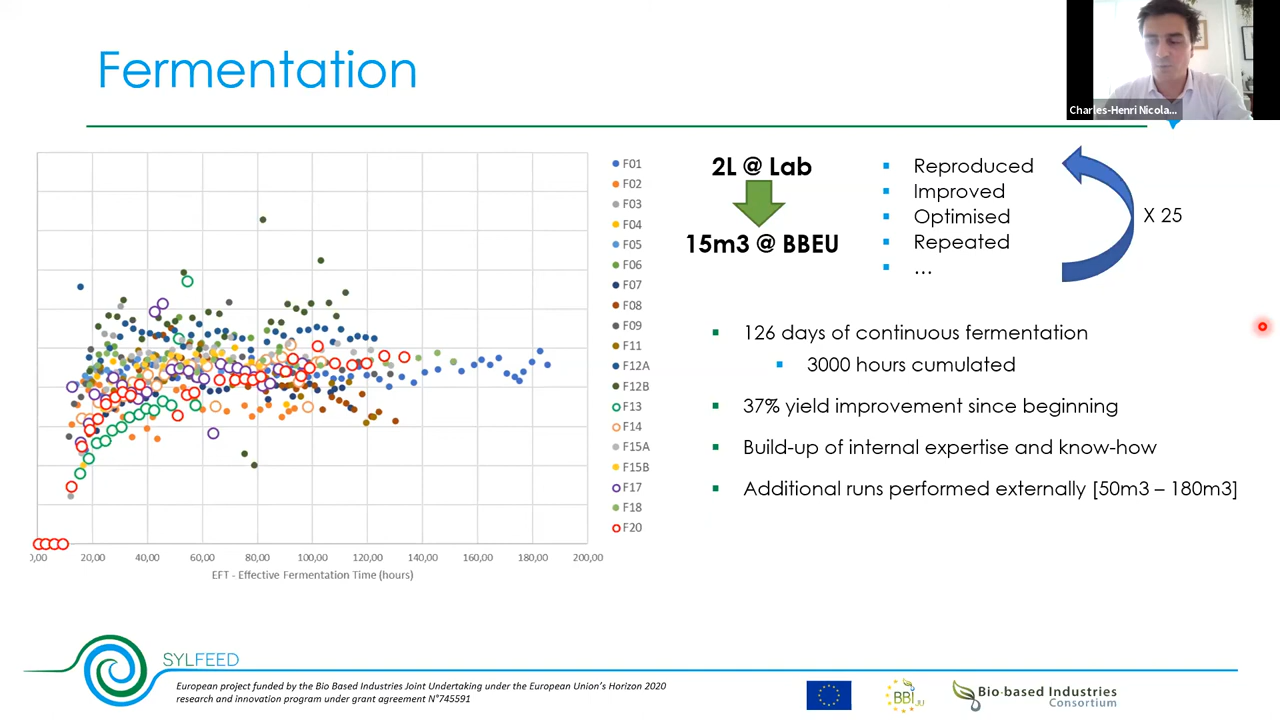 Fermentation
Charles-Henri Nicola...
F01
F02
F03
F04
F05
F06
F07
F08
F09
F11
F12A
F12B
F13
F14
F15A
F15B
F17
F18
F20
0,00 20,00 40,00 60,00 80,00 100,00 120,00 140,00 160,00 180,00 200,00
EFT - Effective Fermentation Time (hours)
2L @ Lab
15m3 @ BBEU
Reproduced
Improved
Optimised
Repeated
...
X 25
126 days of continuous fermentation
3000 hours cumulated
37% yield improvement since beginning
Build-up of internal expertise and know-how
Additional runs performed externally [50m3 – 180m3]
SYLFEED
European project funded by the Bio Based Industries Joint Undertaking under the European Union's Horizon 2020
research and innovation program under grant agreement N°745591
BBI JU
Bio-based Industries
Consortium